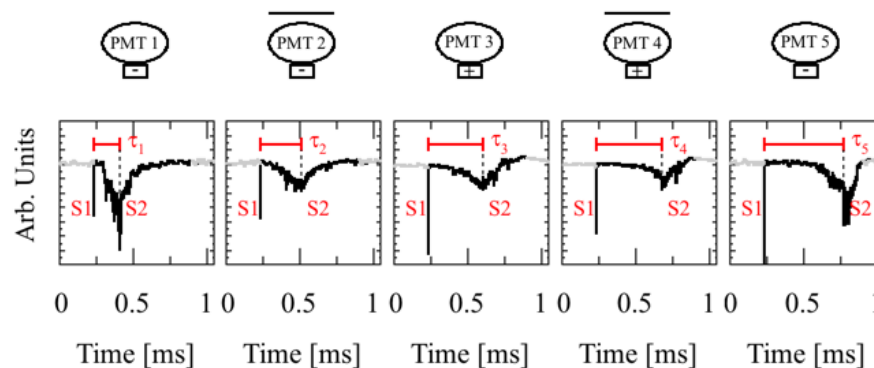 PMT 1 PMT 2 PMT 3 PMT 4 PMT 5
- - + + -
Arb. Units
τ1 τ2 τ3 τ4 τ5
S1 S2 S1 S2 S1 S2 S1 S2 S1 S2
0 0.5 1 0 0.5 1 0 0.5 1 0 0.5 1 0 0.5 1
Time [ms] Time [ms] Time [ms] Time [ms] Time [ms]